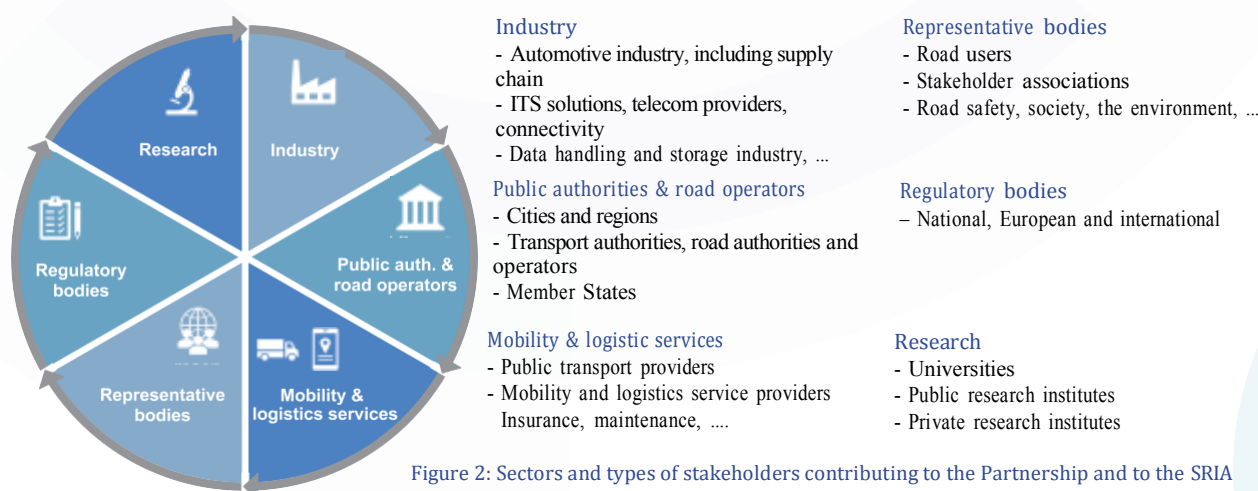 Research
Industry
Regulatory
bodies
Public auth. &
road operators
Representative
bodies
Mobility &
logistics services
Industry
- Automotive industry, including supply
chain
- ITS solutions, telecom providers,
connectivity
- Data handling and storage industry, ...
Public authorities & road operators
- Cities and regions
- Transport authorities, road authorities and
operators
- Member States
Mobility & logistic services
- Public transport providers
- Mobility and logistics service providers
Insurance, maintenance, ....
Representative bodies
- Road users
- Stakeholder associations
- Road safety, society, the environment, ...
Regulatory bodies
– National, European and international
Research
- Universities
- Public research institutes
- Private research institutes
Figure 2: Sectors and types of stakeholders contributing to the Partnership and to the SRIA